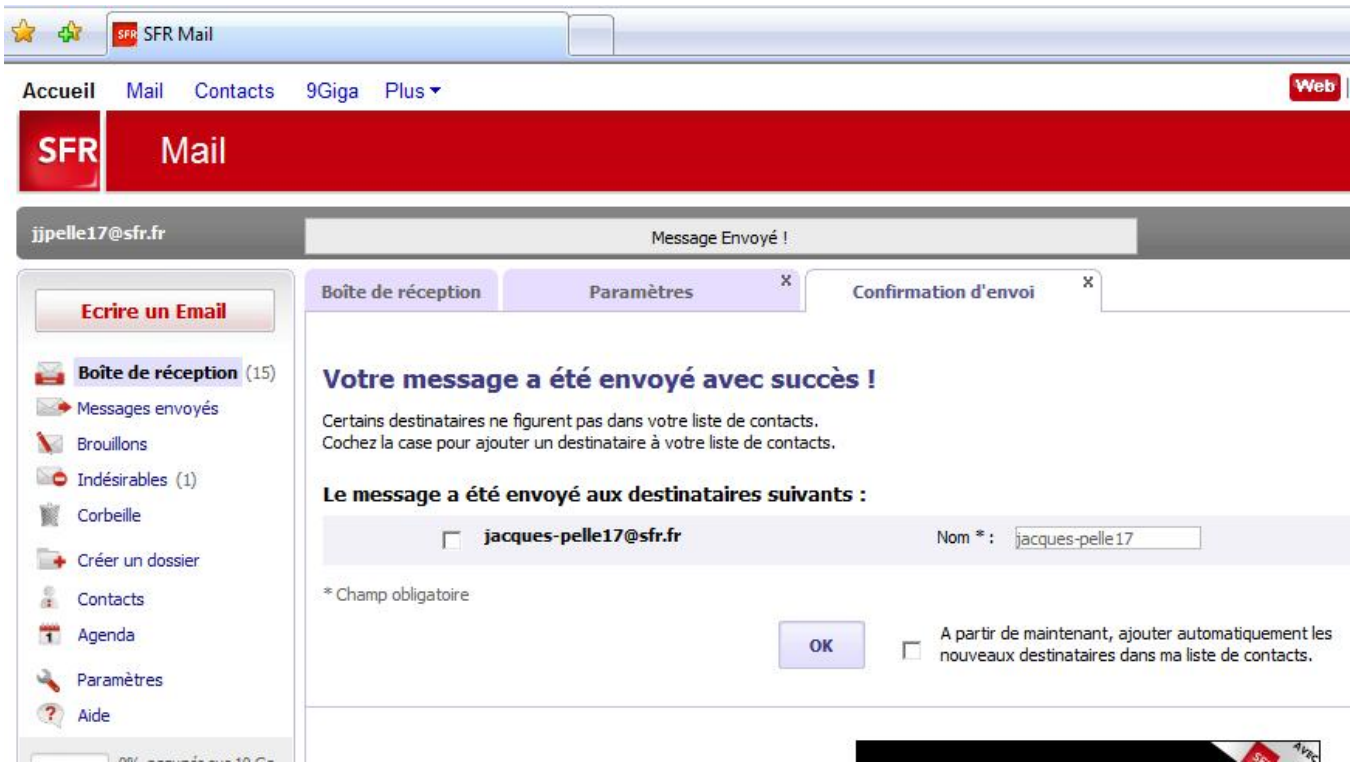 SFR SFR Mail
Accueil Mail Contacts 9Giga Plus Web |
SFR Mail
jjpelle17@sfr.fr Message Envoyé !
Boîte de réception Paramètres x Confirmation d'envoi x
Ecrire un Email
Boîte de réception (15)
Messages envoyés
Brouillons
Indésirables (1)
Corbeille
Créer un dossier
Contacts
1 Agenda
Paramètres
? Aide
Votre message a été envoyé avec succès !
Certains destinataires ne figurent pas dans votre liste de contacts.
Cochez la case pour ajouter un destinataire à votre liste de contacts.
Le message a été envoyé aux destinataires suivants :
jacques-pelle17@sfr.fr Nom * : jacques-pelle17
* Champ obligatoire
OK
A partir de maintenant, ajouter automatiquement les
nouveaux destinataires dans ma liste de contacts.
SFR AVEC